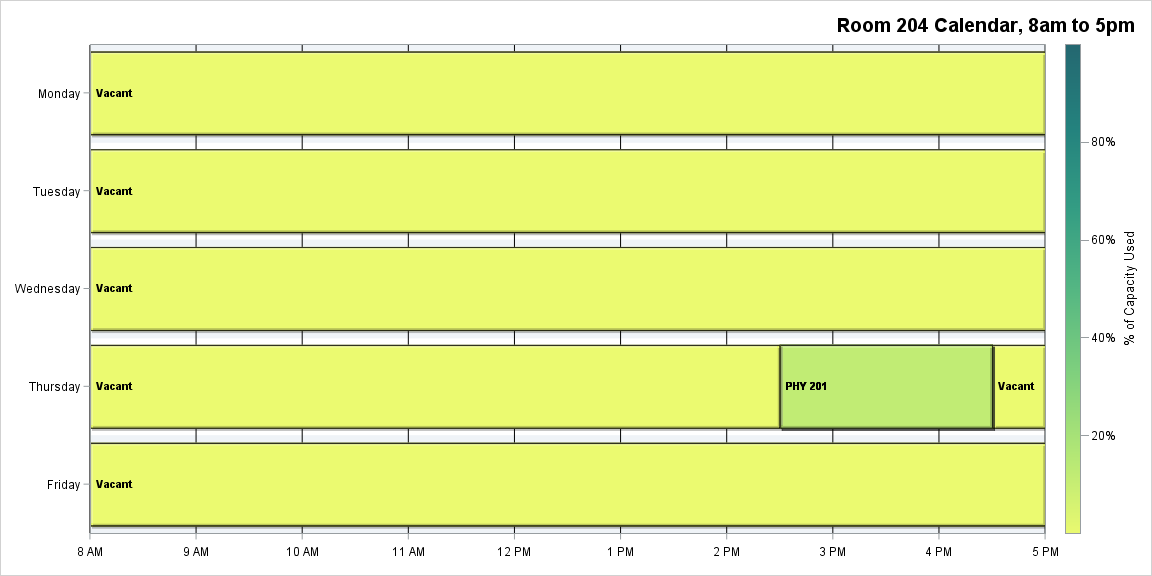 Room 204 Calendar, 8am to 5pm
Monday
Vacant
80%
Tuesday
Vacant
60%
% of Capacity Used
Wednesday
Vacant
40%
Thursday
Vacant
PHY 201
Vacant
20%
Friday
Vacant
8 AM 9 AM 10 AM 11 AM 12 PM 1 PM 2 PM 3 PM 4 PM 5 PM